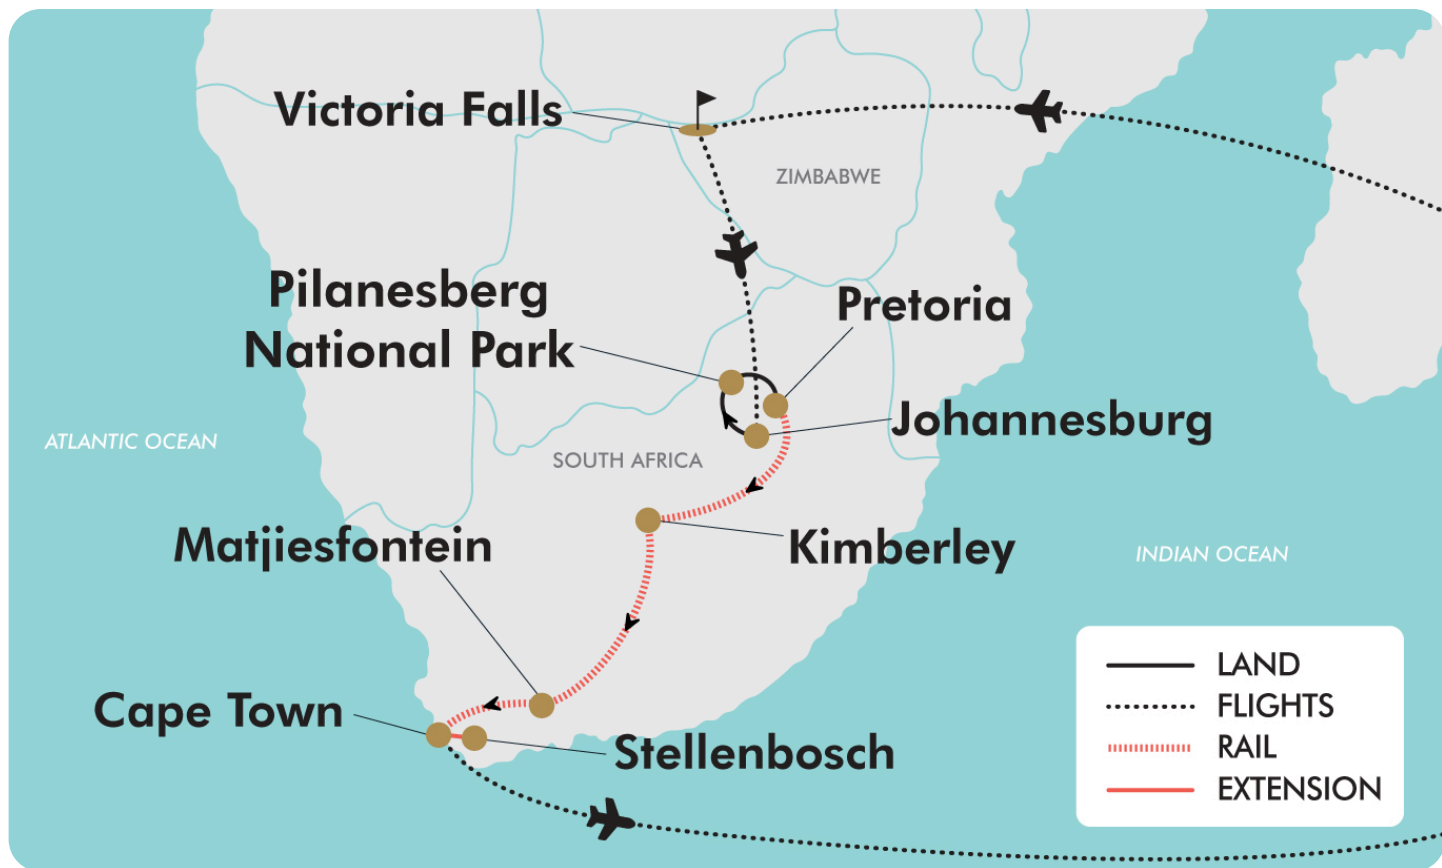 Victoria Falls
ZIMBABWE
Pilanesberg
National Park
Pretoria
Johannesburg
ATLANTIC OCEAN
SOUTH AFRICA
Matjiesfontein
Kimberley
INDIAN OCEAN
Cape Town
Stellenbosch
LAND
FLIGHTS
RAIL
EXTENSION